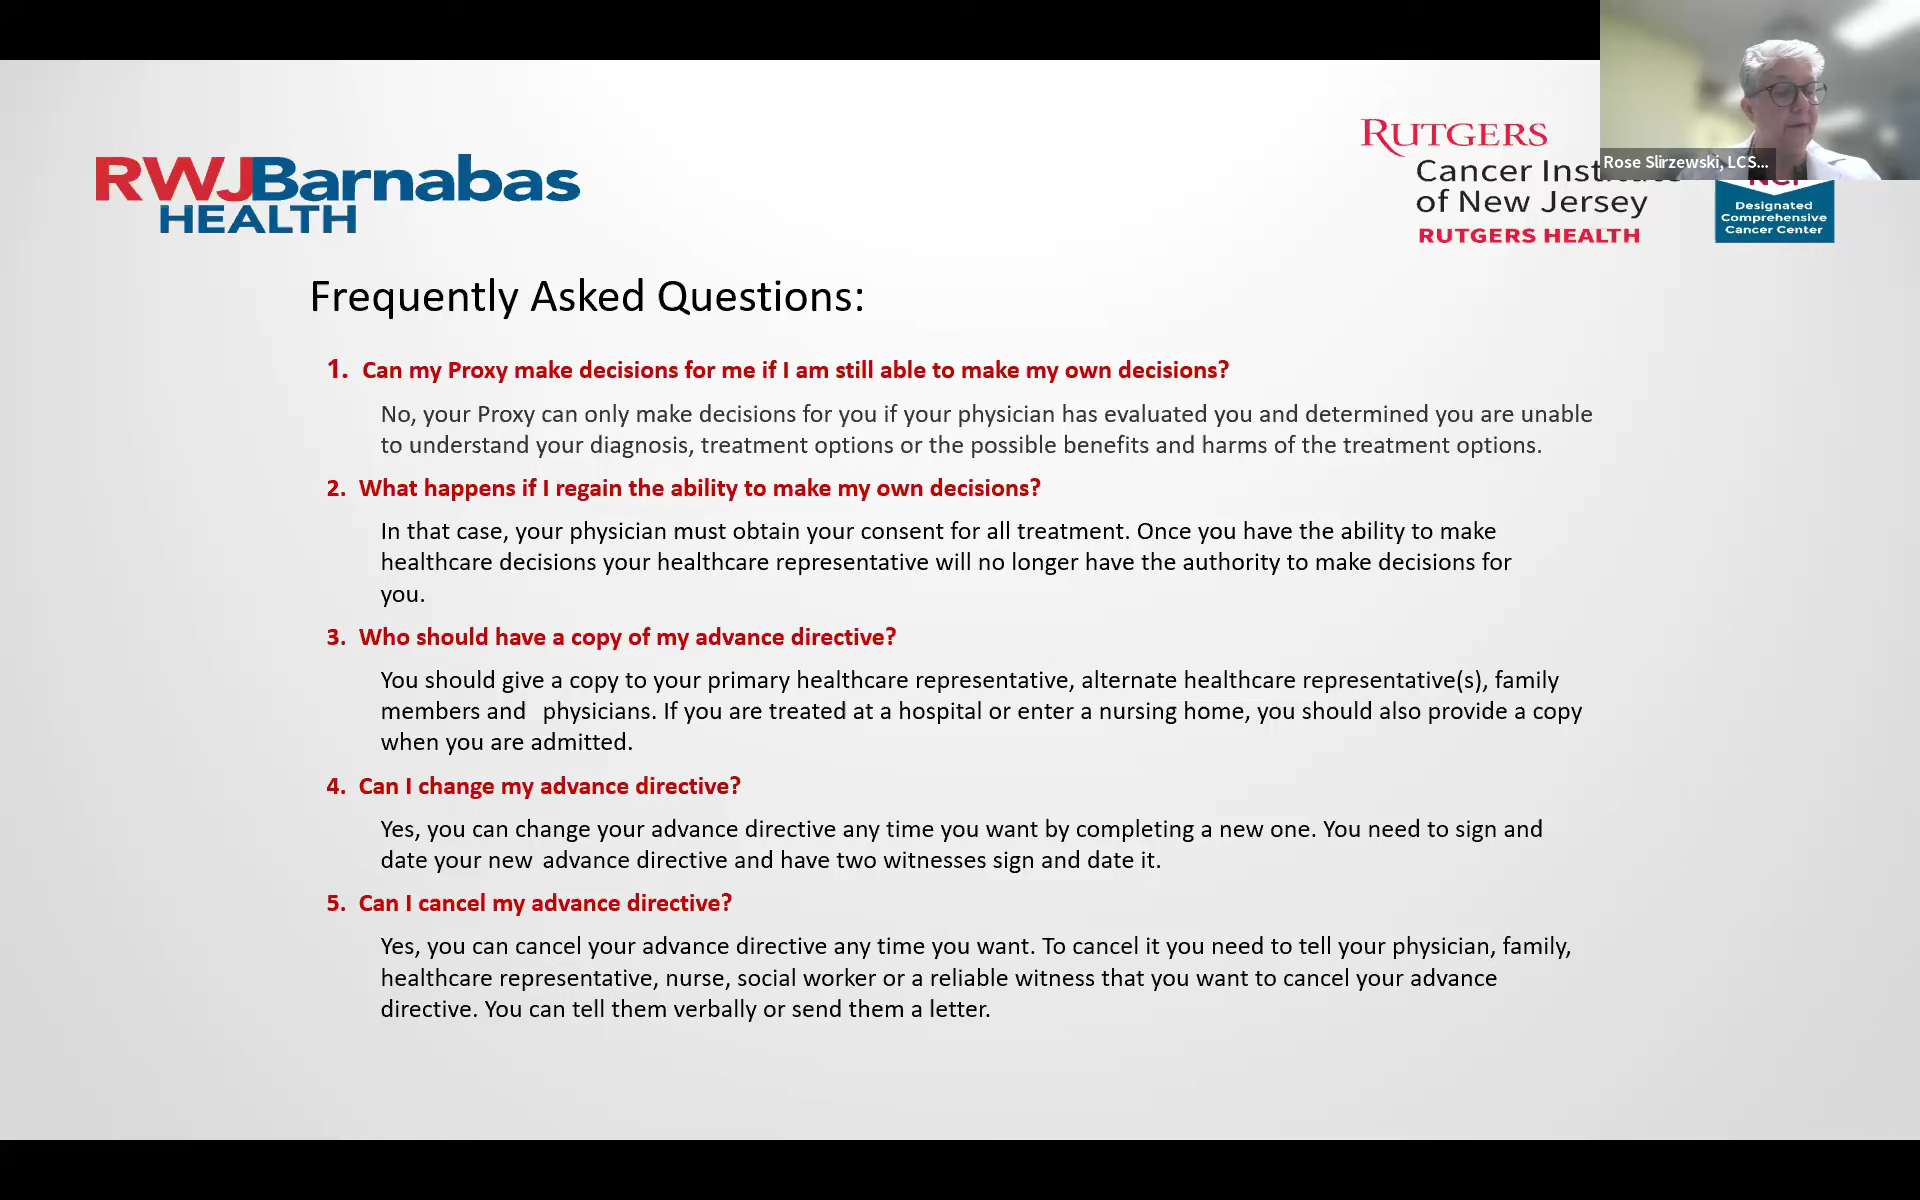 RWJBarnabas
HEALTH
RUTGERS
Cancer Institute
of New Jersey
RUTGERS HEALTH
Rose Slirzewski, LCS...
NCI
Designated
Comprehensive
Cancer Center
Frequently Asked Questions:
1. Can my Proxy make decisions for me if I am still able to make my own decisions?
No, your Proxy can only make decisions for you if your physician has evaluated you and determined you are unable
to understand your diagnosis, treatment options or the possible benefits and harms of the treatment options.
2. What happens if I regain the ability to make my own decisions?
In that case, your physician must obtain your consent for all treatment. Once you have the ability to make
healthcare decisions your healthcare representative will no longer have the authority to make decisions for
you.
3. Who should have a copy of my advance directive?
You should give a copy to your primary healthcare representative, alternate healthcare representative(s), family
members and physicians. If you are treated at a hospital or enter a nursing home, you should also provide a copy
when you are admitted.
4. Can I change my advance directive?
Yes, you can change your advance directive any time you want by completing a new one. You need to sign and
date your new advance directive and have two witnesses sign and date it.
5. Can I cancel my advance directive?
Yes, you can cancel your advance directive any time you want. To cancel it you need to tell your physician, family,
healthcare representative, nurse, social worker or a reliable witness that you want to cancel your advance
directive. You can tell them verbally or send them a letter.